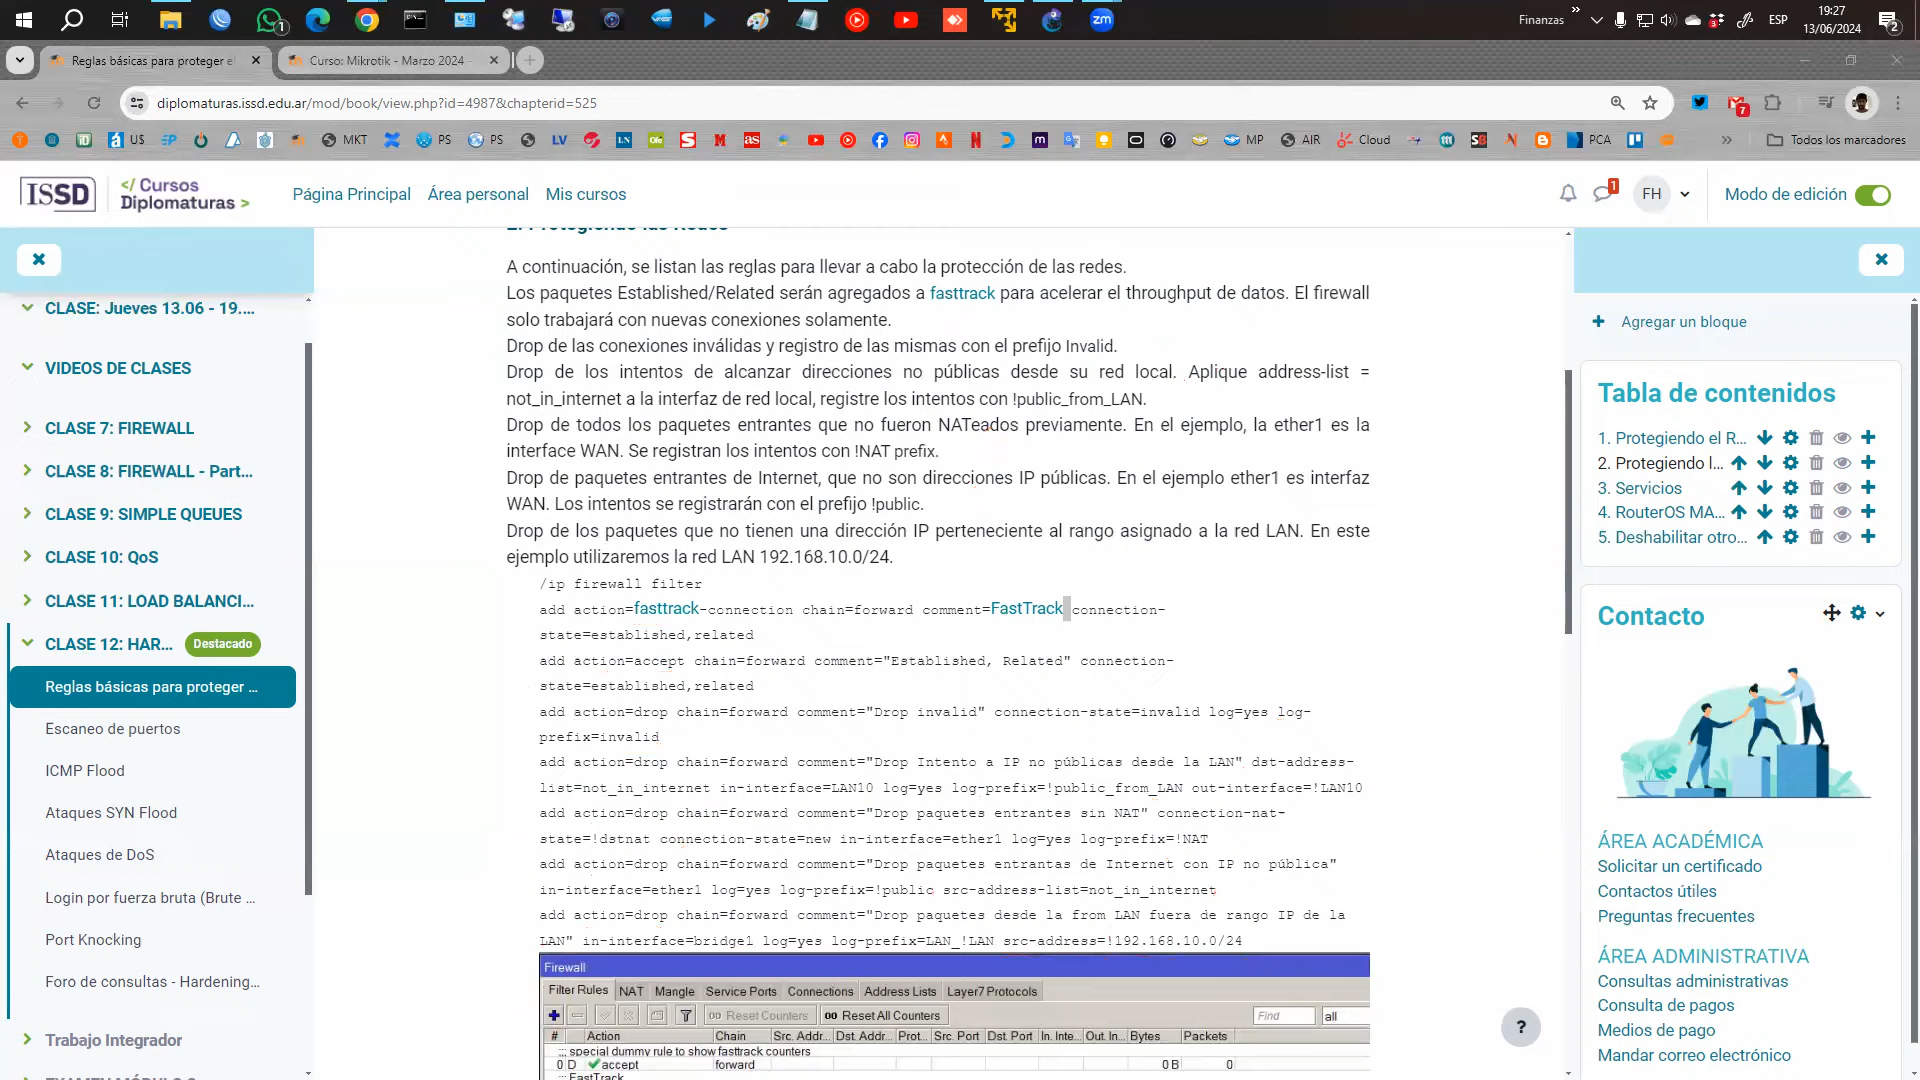 Finanzas
ESP
19:27
13/06/2024
2
1
zm
Reglas básicas para proteger el
Curso: Mikrotik - Marzo 2024 -
diplomaturas.issd.edu.ar/mod/book/view.php?id=4987&chapterid=525
7
U$
MKT
PS
PS
LV
MP
AIR
Cloud
PCA
Todos los marcadores
ISSD
</ Cursos
Diplomaturas >
Página Principal
Área personal
Mis cursos
1
FH
Modo de edición
CLASE: Jueves 13.06 - 19....
VIDEOS DE CLASES
CLASE 7: FIREWALL
CLASE 8: FIREWALL - Part...
CLASE 9: SIMPLE QUEUES
CLASE 10: QoS
CLASE 11: LOAD BALANCI...
CLASE 12: HAR...
Destacado
Reglas básicas para proteger ...
Escaneo de puertos
ICMP Flood
Ataques SYN Flood
Ataques de DoS
Login por fuerza bruta (Brute ...
Port Knocking
Foro de consultas - Hardening...
Trabajo Integrador
2. Protegiendo las Redes
A continuación, se listan las reglas para llevar a cabo la protección de las redes.
Los paquetes Established/Related serán agregados a fasttrack para acelerar el throughput de datos. El firewall
solo trabajará con nuevas conexiones solamente.
Drop de las conexiones inválidas y registro de las mismas con el prefijo Invalid.
Drop de los intentos de alcanzar direcciones no públicas desde su red local. Aplique address-list =
not_in_internet a la interfaz de red local, registre los intentos con !public_from_LAN.
Drop de todos los paquetes entrantes que no fueron NATeados previamente. En el ejemplo, la ether1 es la
interface WAN. Se registran los intentos con !NAT prefix.
Drop de paquetes entrantes de Internet, que no son direcciones IP públicas. En el ejemplo ether1 es interfaz
WAN. Los intentos se registrarán con el prefijo !public.
Drop de los paquetes que no tienen una dirección IP perteneciente al rango asignado a la red LAN. En este
ejemplo utilizaremos la red LAN 192.168.10.0/24.
/ip firewall filter
add action=fasttrack-connection chain=forward comment=FastTrack connection-
state=established,related
add action=accept chain=forward comment="Established, Related" connection-
state=established,related
add action=drop chain=forward comment="Drop invalid" connection-state=invalid log=yes log-
prefix=invalid
add action=drop chain=forward comment="Drop Intento a IP no públicas desde la LAN" dst-address-
list=not_in_internet in-interface=LAN10 log=yes log-prefix=!public_from_LAN out-interface=!LAN10
add action=drop chain=forward comment="Drop paquetes entrantes sin NAT" connection-nat-
state=!dstnat connection-state=new in-interface=ether1 log=yes log-prefix=!NAT
add action=drop chain=forward comment="Drop paquetes entrantas de Internet con IP no pública"
in-interface=ether1 log=yes log-prefix=!public src-address-list=not_in_internet
add action=drop chain=forward comment="Drop paquetes desde la from LAN fuera de rango IP de la
LAN" in-interface=bridge1 log=yes log-prefix=LAN_!LAN src-address=!192.168.10.0/24
Firewall
Filter Rules NAT Mangle Service Ports Connections Address Lists Layer7 Protocols
00 Reset Counters 00 Reset All Counters Find all
# Action Chain Src. Addr... Dst. Addr... Prot... Src. Port Dst. Port In. Inte... Out. In... Bytes Packets
;;; special dummy rule to show fasttrack counters
0 D accept forward 0 B 0
;;; FastTrack
Agregar un bloque
Tabla de contenidos
1. Protegiendo el R...
2. Protegiendo l...
3. Servicios
4. RouterOS MA...
5. Deshabilitar otro...
Contacto
ÁREA ACADÉMICA
Solicitar un certificado
Contactos útiles
Preguntas frecuentes
ÁREA ADMINISTRATIVA
Consultas administrativas
Consulta de pagos
Medios de pago
Mandar correo electrónico
?